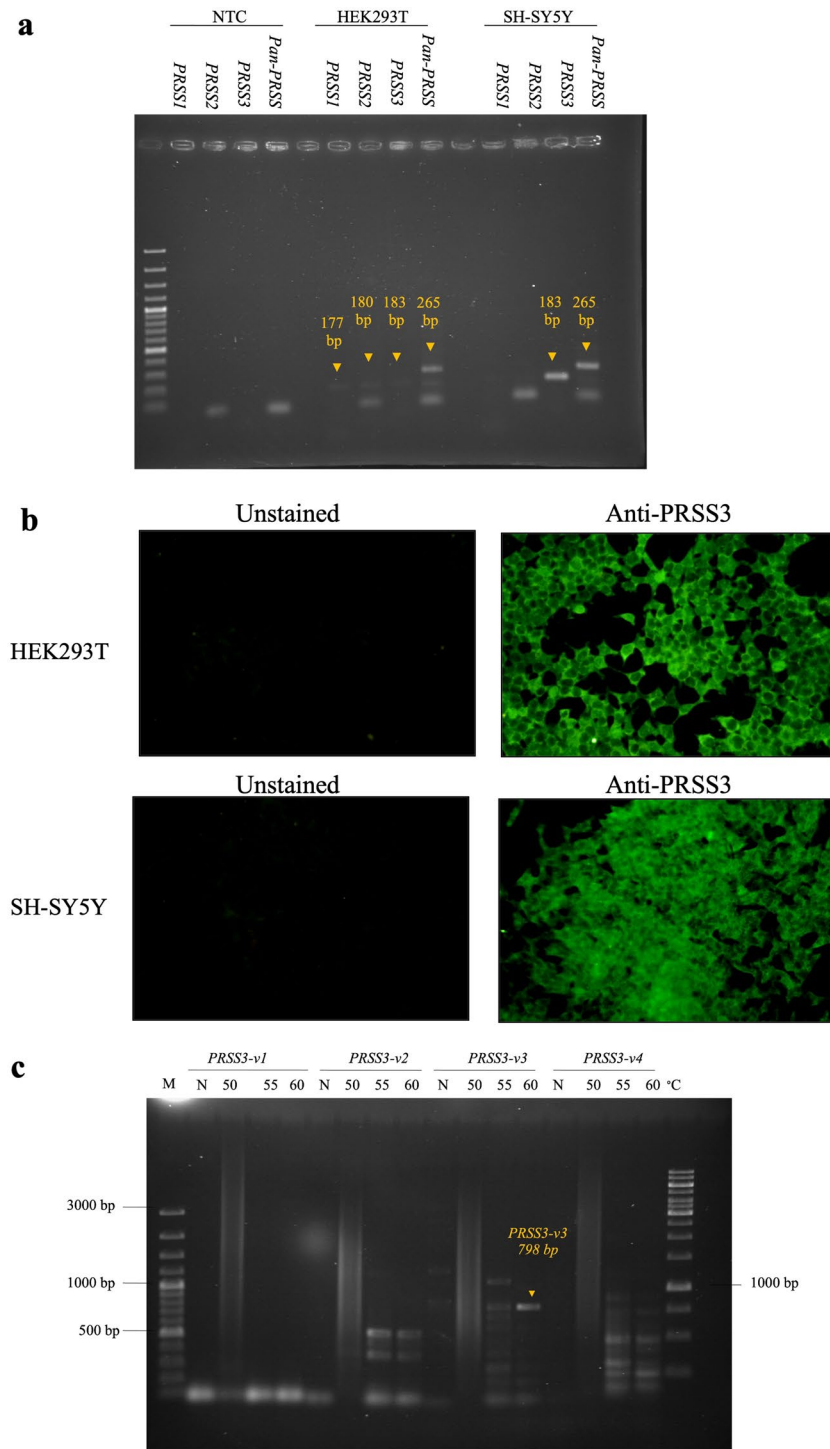 a
NTC
HEK293T
SH-SY5Y
PRSS1
PRSS2
PRSS3
Pan-PRSS
PRSS1
PRSS2
PRSS3
Pan-PRSS
PRSS1
PRSS2
PRSS3
Pan-PRSS
177
bp
180
bp
183
bp
265
bp
183
bp
265
bp
b
Unstained
Anti-PRSS3
HEK293T
Unstained
Anti-PRSS3
SH-SY5Y
c
PRSS3-v1
PRSS3-v2
PRSS3-v3
PRSS3-v4
M N 50 55 60 N 50 55 60 N 50 55 60 N 50 55 60 °C
3000 bp
PRSS3-v3
798 bp
1000 bp
1000 bp
500 bp